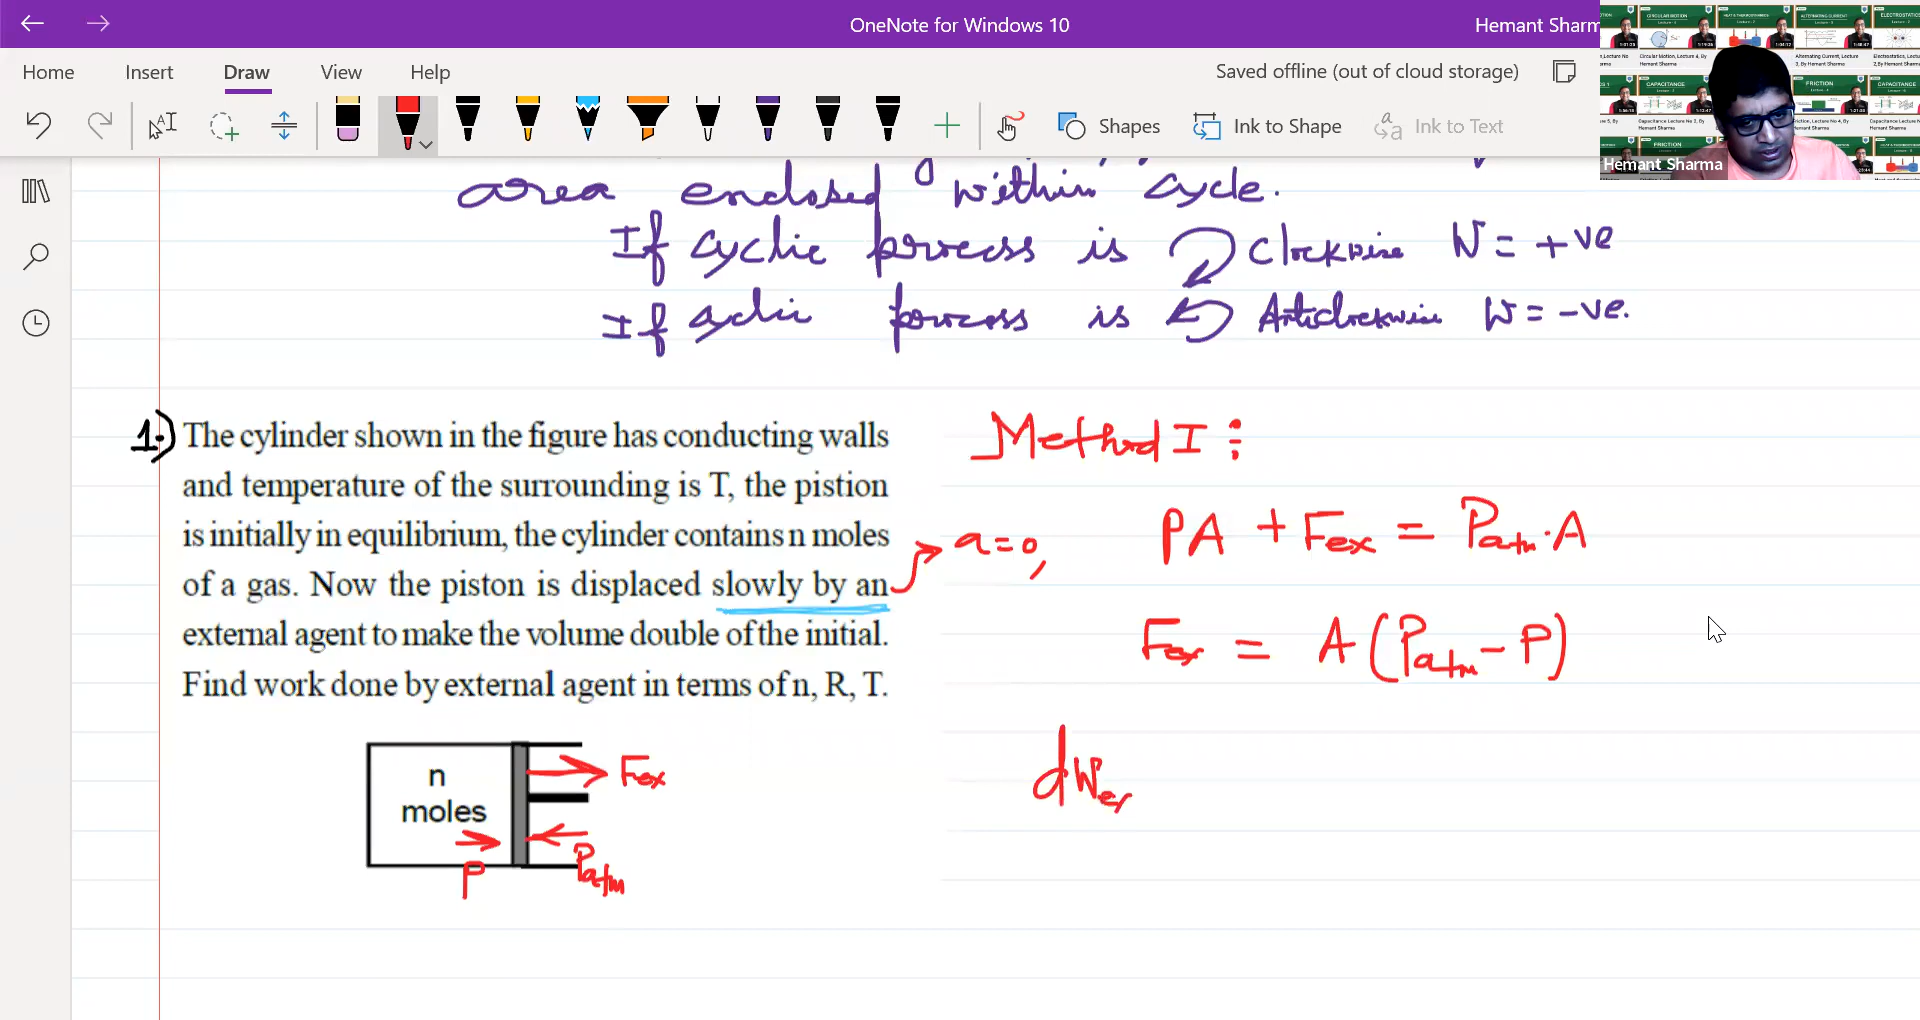 OneNote for Windows 10
Hemant Sharm
Home Insert Draw View Help
Saved offline (out of cloud storage)
Shapes Ink to Shape Ink to Text
Hemant Sharma
area enclosed within cycle.
If cyclic process is clockwise W = +ve
If cyclic process is Anticlockwise W = -ve.
1.) The cylinder shown in the figure has conducting walls
and temperature of the surrounding is T, the pistion
is initially in equilibrium, the cylinder contains n moles
of a gas. Now the piston is displaced slowly by an
external agent to make the volume double of the initial.
Find work done by external agent in terms of n, R, T.
n
moles
Fex
P
Patm
Method I :
a=0,
PA + Fex = Patm·A
Fex = A(Patm - P)
dWex